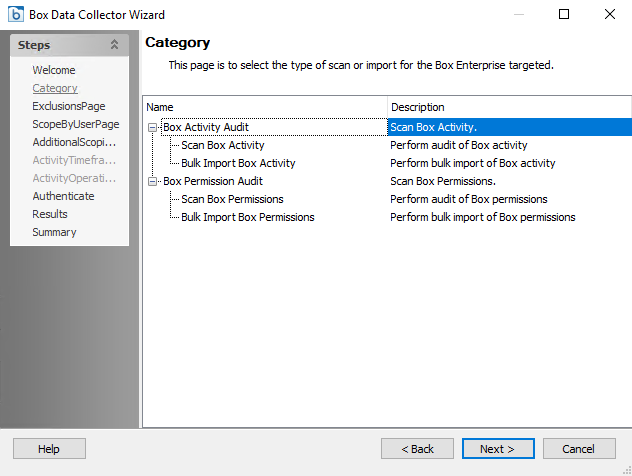 Box Data Collector Wizard
Steps
Welcome
Category
ExclusionsPage
ScopeByUserPage
AdditionalScopi...
ActivityTimefra...
ActivityOperati...
Authenticate
Results
Summary
Category
This page is to select the type of scan or import for the Box Enterprise targeted.
Name Description
Box Activity Audit Scan Box Activity.
Scan Box Activity Perform audit of Box activity
Bulk Import Box Activity Perform bulk import of Box activity
Box Permission Audit Scan Box Permissions.
Scan Box Permissions Perform audit of Box permissions
Bulk Import Box Permissions Perform bulk import of Box permissions
Help < Back Next > Cancel